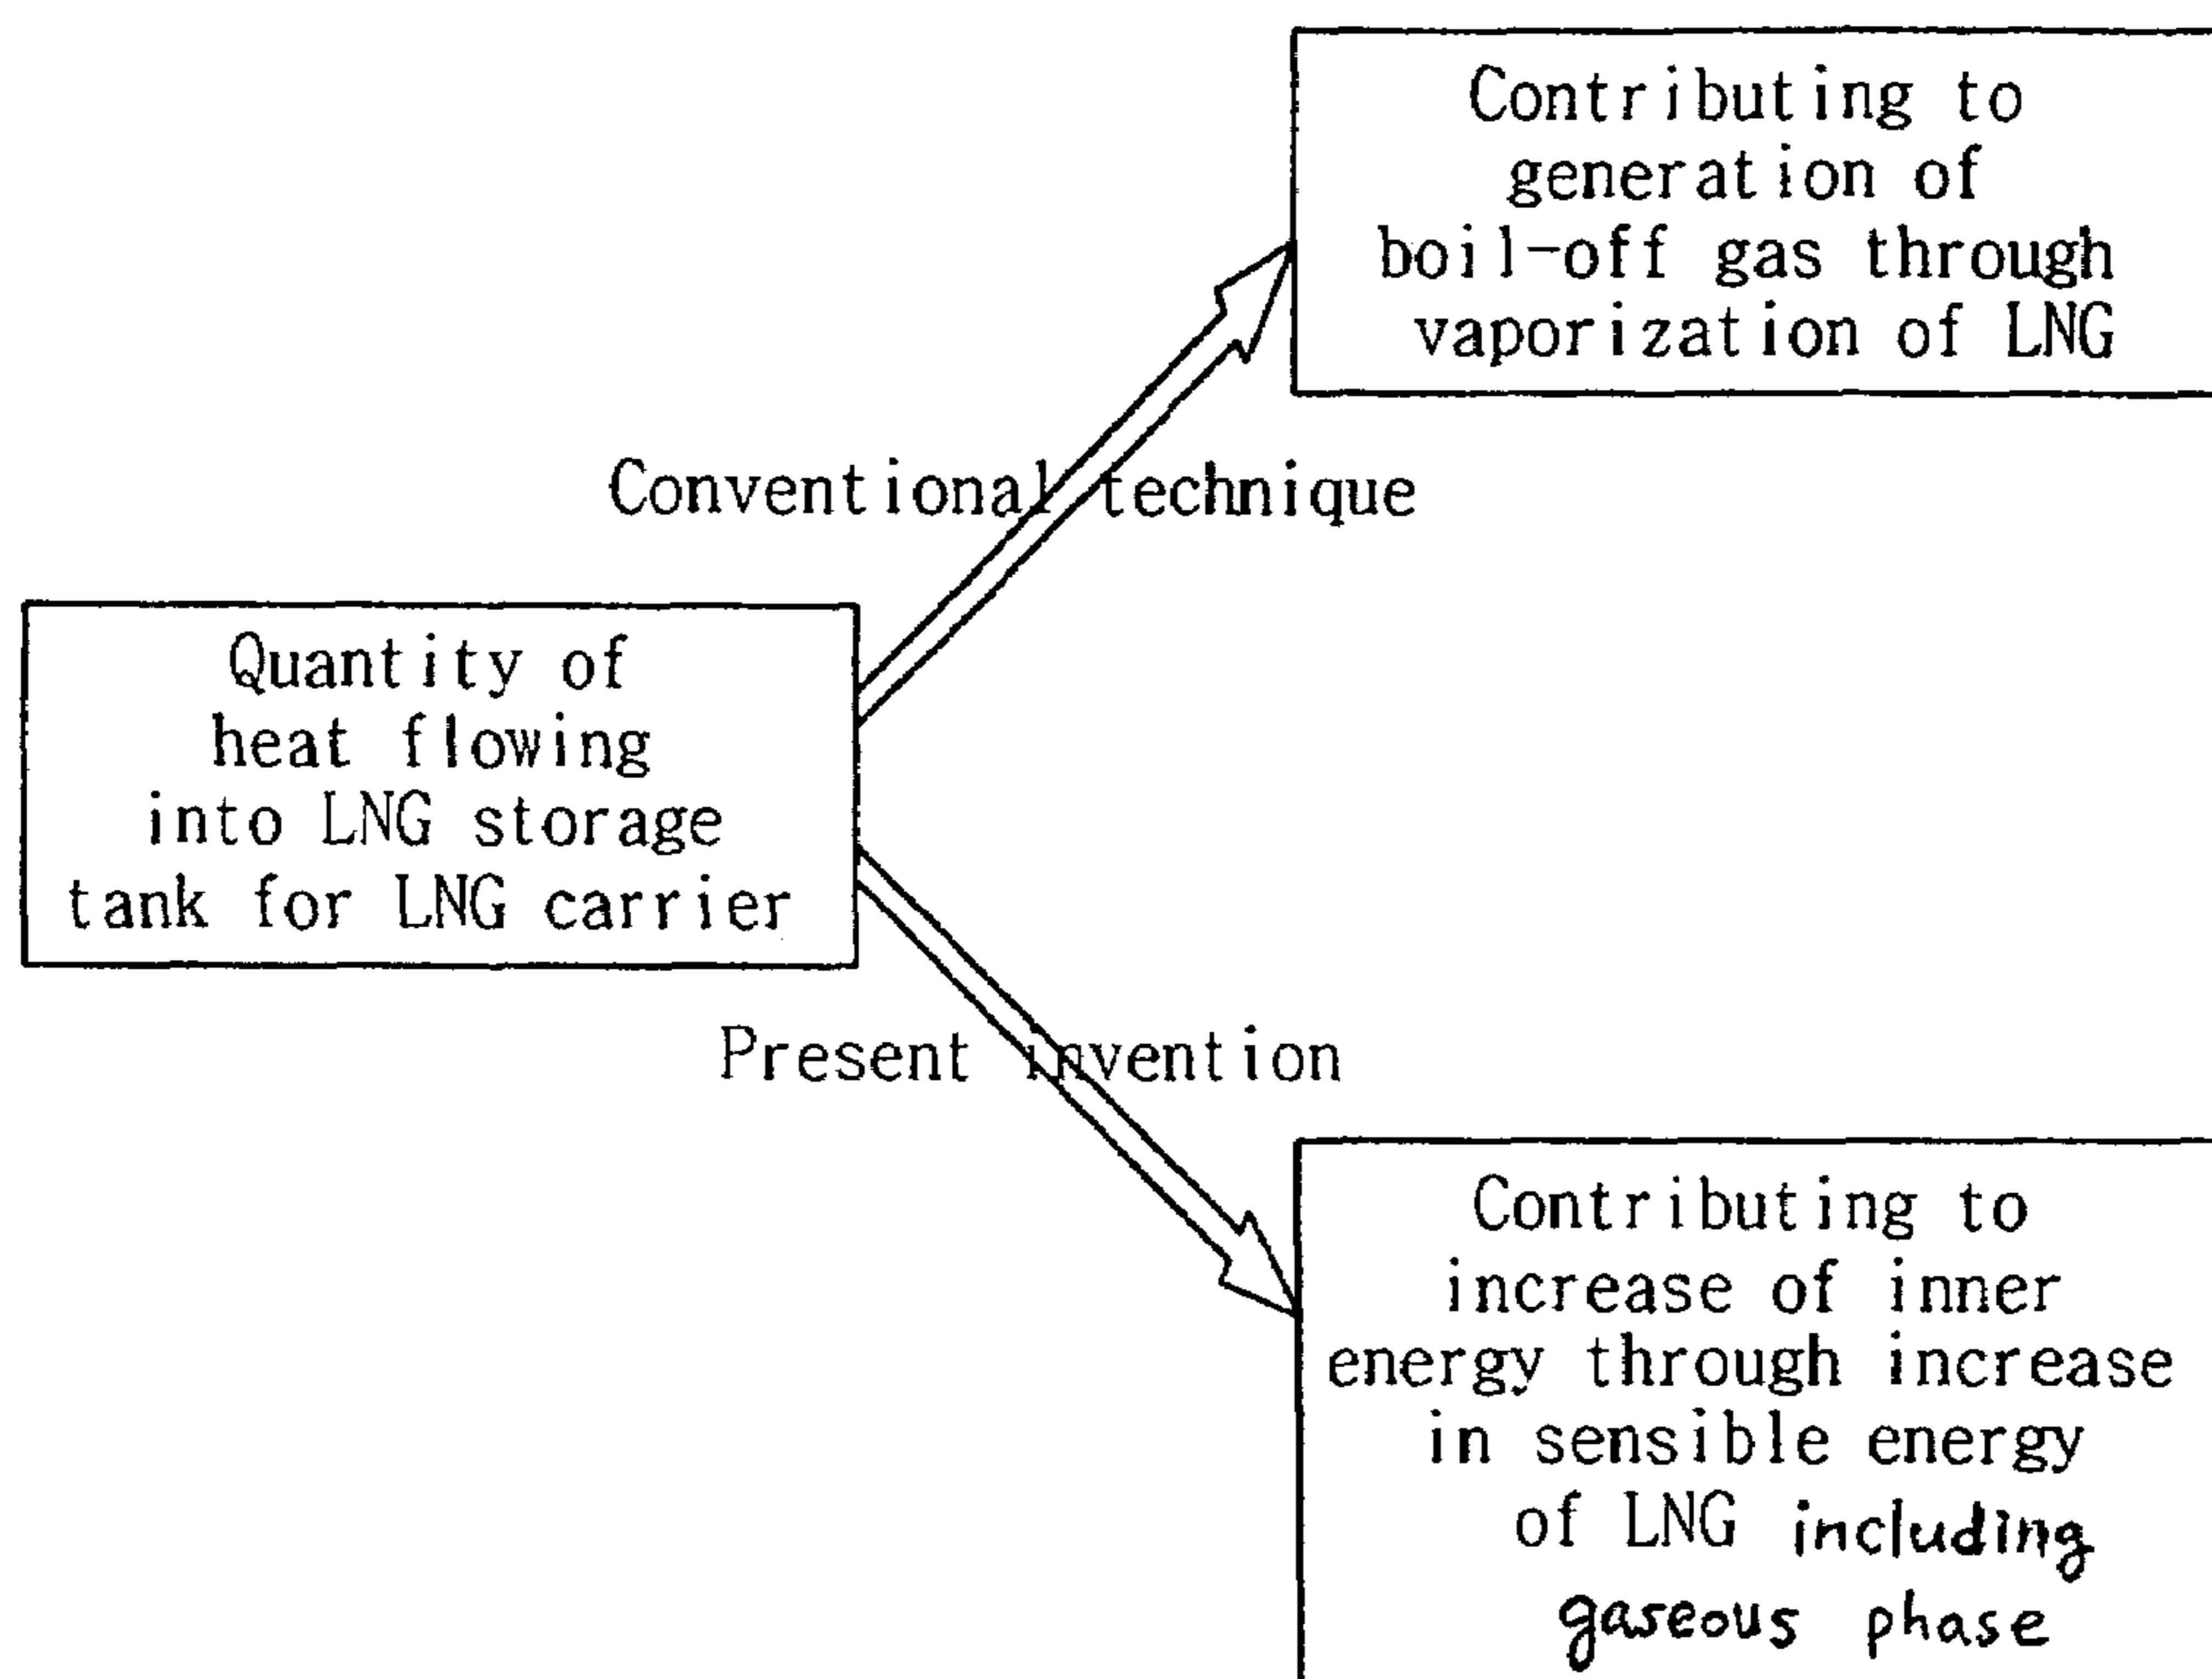 Contributing to
generation of
boil-off gas through
vaporization of LNG
Conventional technique
Quantity of
heat flowing
into LNG storage
tank for LNG carrier
Present invention
Contributing to
increase of inner
energy through increase
in sensible energy
of LNG including
gaseous phase